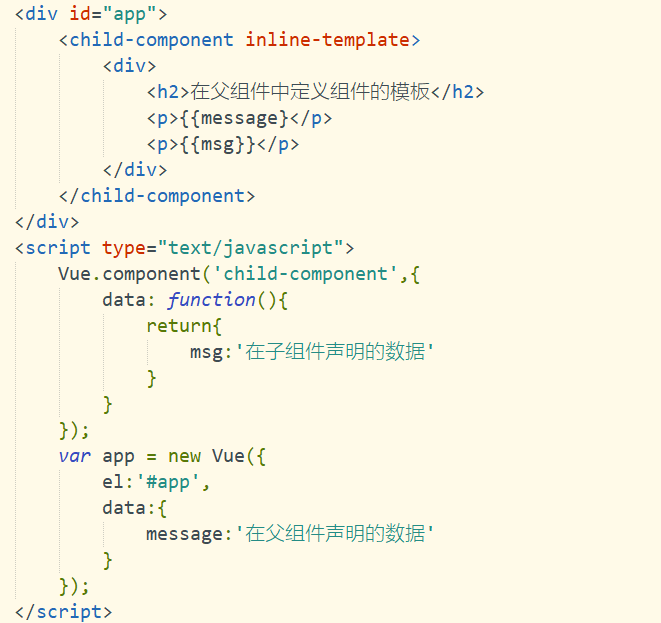 <div id="app">
    <child-component inline-template>
        <div>
            <h2>在父组件中定义组件的模板</h2>
            <p>{{message}</p>
            <p>{{msg}}</p>
        </div>
    </child-component>
</div>
<script type="text/javascript">
    Vue.component('child-component',{
        data: function(){
            return{
                msg:'在子组件声明的数据'
            }
        }
    });
    var app = new Vue({
        el:'#app',
        data:{
            message:'在父组件声明的数据'
        }
    });
</script>